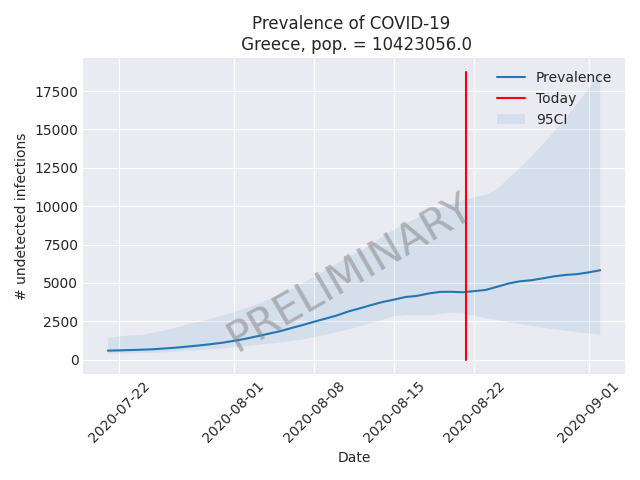 Prevalence of COVID-19
Greece, pop. = 10423056.0
Prevalence
Today
95CI
17500
15000
12500
10000
7500
5000
2500
0
# undetected infections
PRELIMINARY
2020-07-22
2020-08-01
2020-08-08
2020-08-15
2020-08-22
2020-09-01
Date